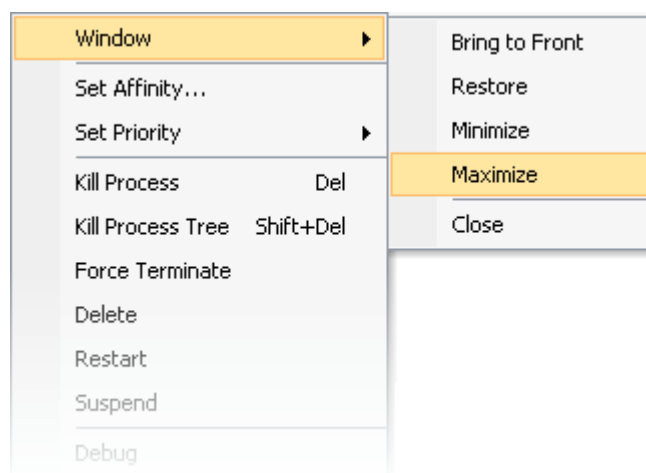 Window
Set Affinity...
Set Priority
Kill Process Del
Kill Process Tree Shift+Del
Force Terminate
Delete
Restart
Suspend
Debug
Bring to Front
Restore
Minimize
Maximize
Close